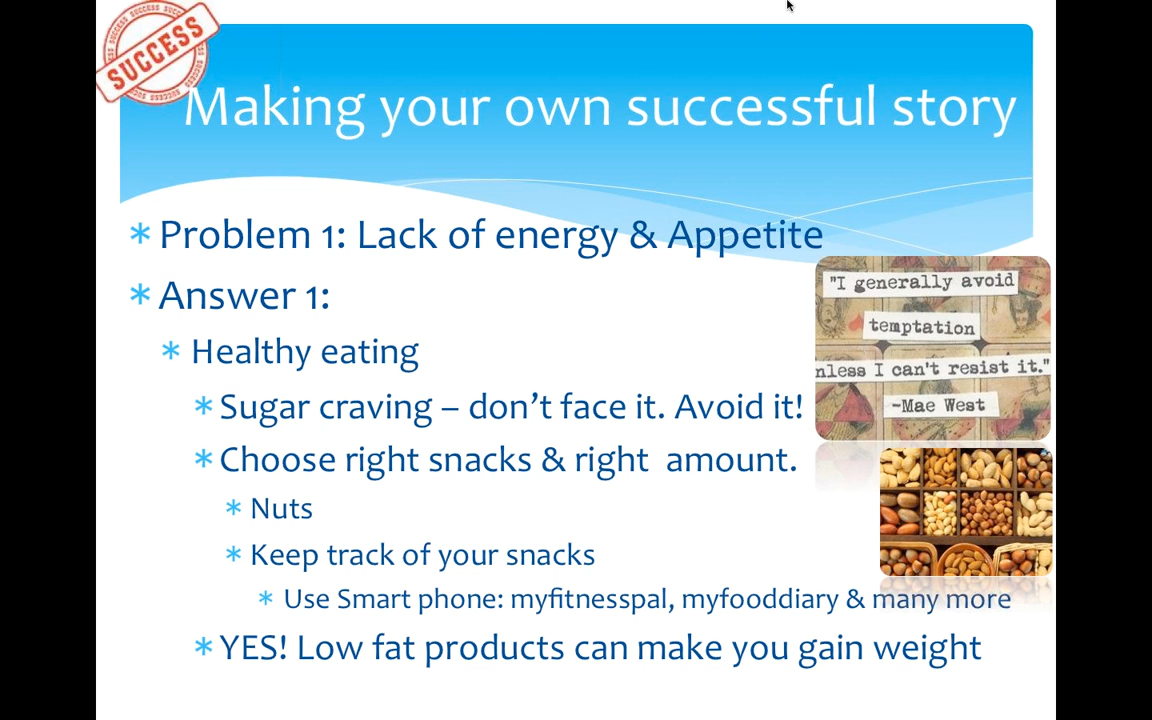 SUCCESS
Making your own successful story
Problem 1: Lack of energy & Appetite
Answer 1:
Healthy eating
Sugar craving – don’t face it. Avoid it!
Choose right snacks & right  amount.
Nuts
Keep track of your snacks
Use Smart phone: myfitnesspal, myfooddiary & many more
YES! Low fat products can make you gain weight
"I generally avoid
temptation
nless I can't resist it."
-Mae West